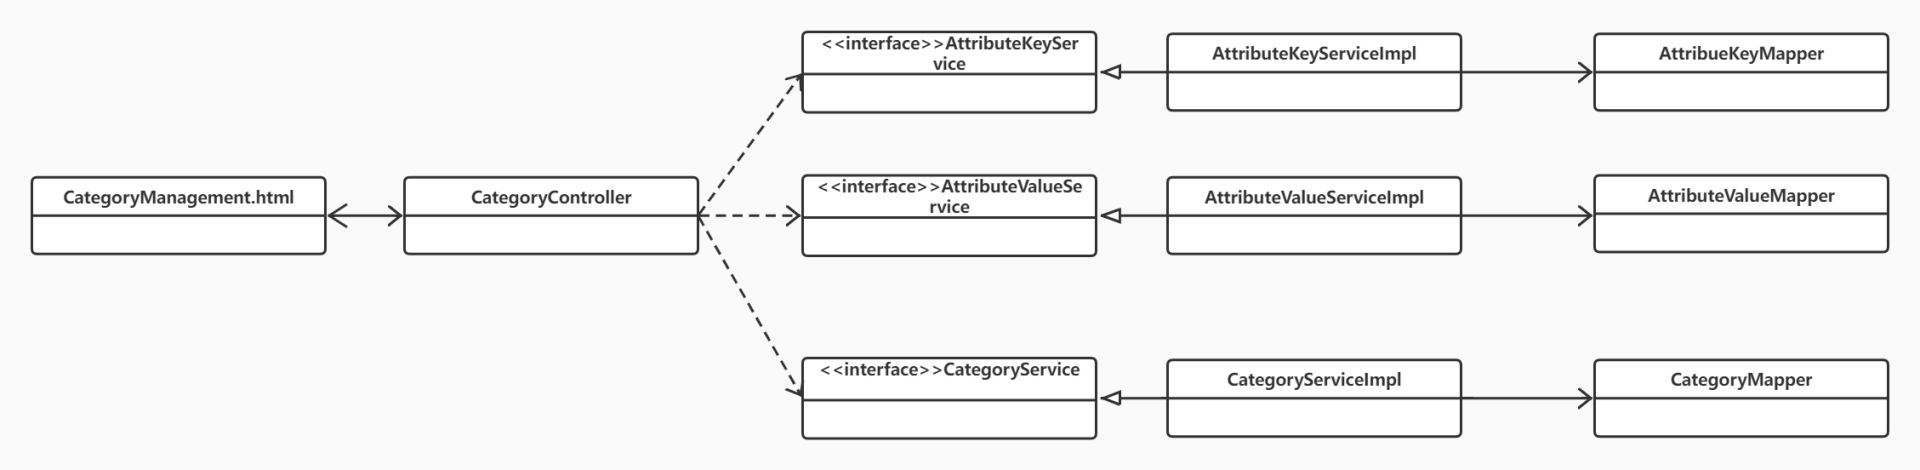 <<interface>>AttributeKeySer
vice
AttributeKeyServiceImpl
AttribueKeyMapper
CategoryManagement.html
CategoryController
<<interface>>AttributeValueSe
rvice
AttributeValueServiceImpl
AttributeValueMapper
<<interface>>CategoryService
CategoryServiceImpl
CategoryMapper